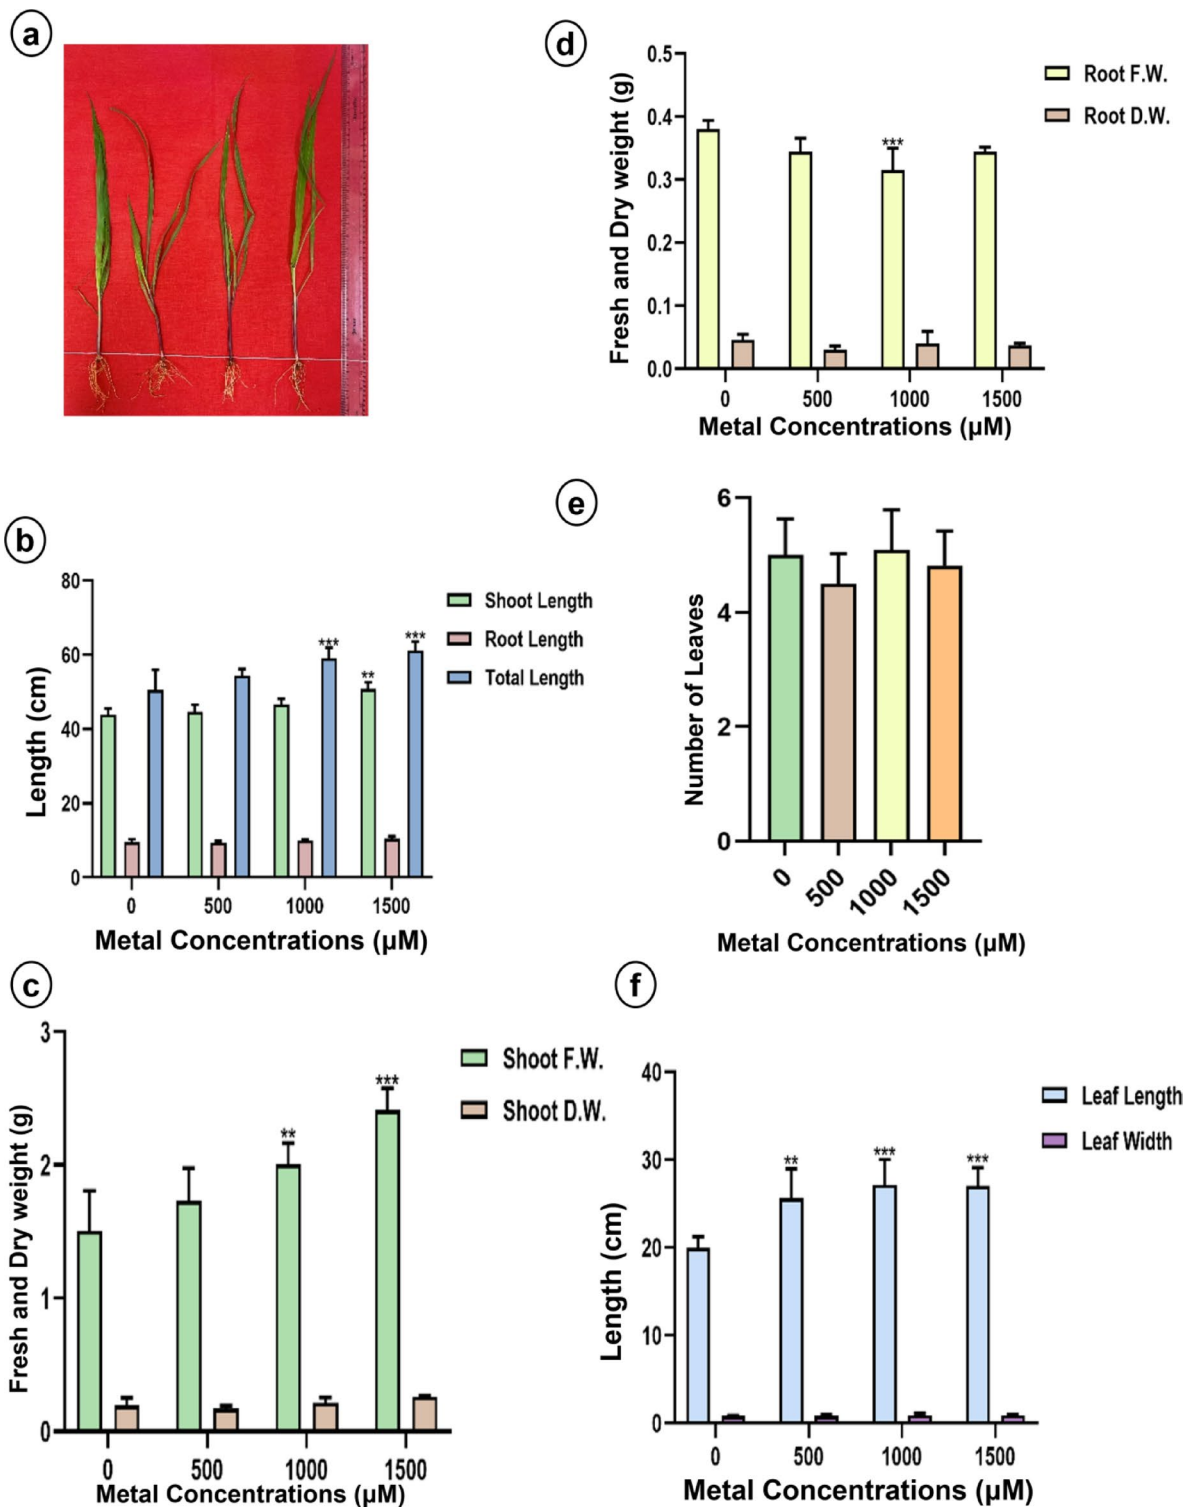 a
d
0.5
0.4
0.3
0.2
0.1
0.0
Fresh and Dry weight (g)
***
Root F.W.
Root D.W.
0 500 1000 1500
Metal Concentrations (µM)
b
80
60
40
20
0
Length (cm)
*** ** ***
Shoot Length
Root Length
Total Length
0 500 1000 1500
Metal Concentrations (µM)
e
6
4
2
0
Number of Leaves
0 500 1000 1500
Metal Concentrations (µM)
c
3
2
1
0
Fresh and Dry weight (g)
** ***
Shoot F.W.
Shoot D.W.
0 500 1000 1500
Metal Concentrations (µM)
f
40
30
20
10
0
Length (cm)
** *** ***
Leaf Length
Leaf Width
0 500 1000 1500
Metal Concentrations (µM)